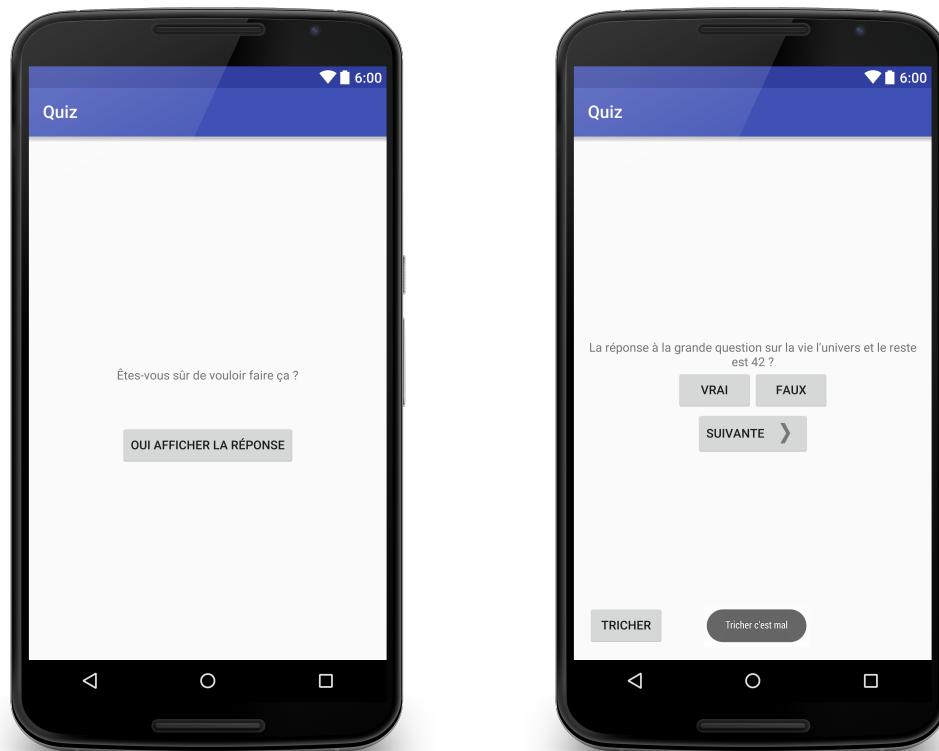 6:00
Quiz
Êtes-vous sûr de vouloir faire ça ?
OUI AFFICHER LA RÉPONSE
6:00
Quiz
La réponse à la grande question sur la vie l'univers et le reste
est 42 ?
VRAI
FAUX
SUIVANTE
TRICHER
Tricher c'est mal